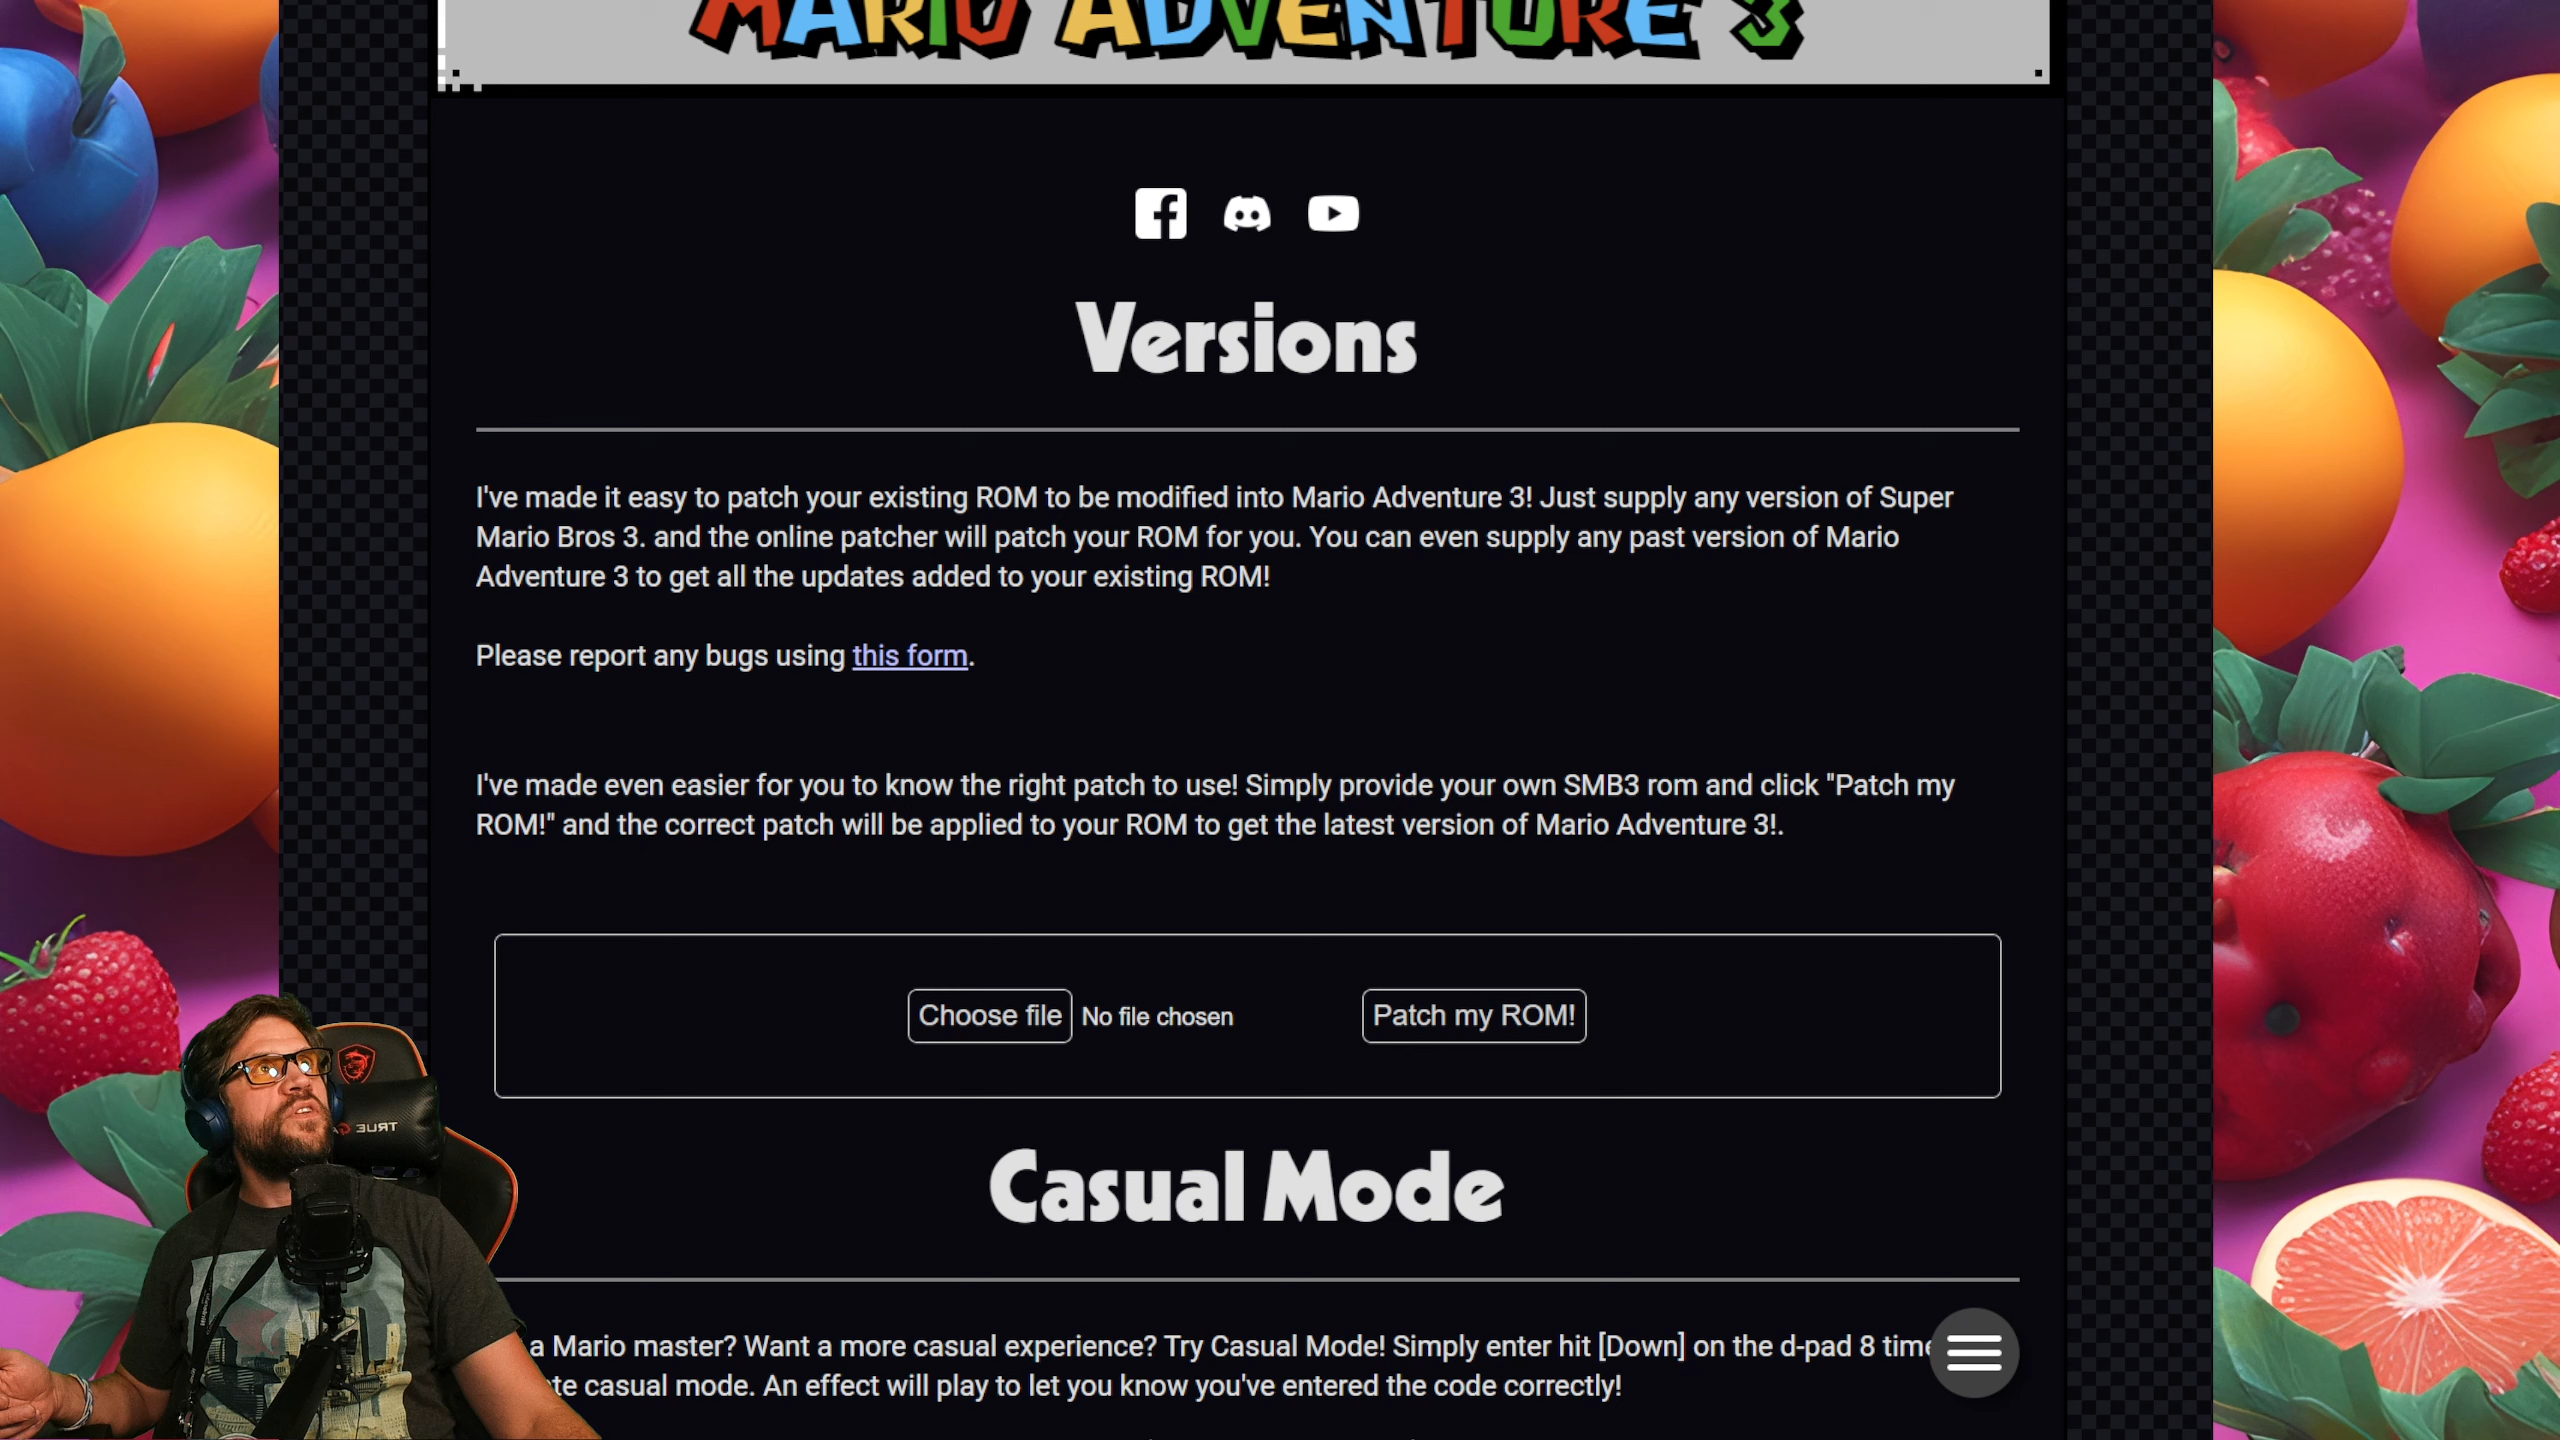 MARIO ADVENTURE 3
Versions
I've made it easy to patch your existing ROM to be modified into Mario Adventure 3! Just supply any version of Super
Mario Bros 3. and the online patcher will patch your ROM for you. You can even supply any past version of Mario
Adventure 3 to get all the updates added to your existing ROM!
Please report any bugs using this form.
I've made even easier for you to know the right patch to use! Simply provide your own SMB3 rom and click "Patch my
ROM!" and the correct patch will be applied to your ROM to get the latest version of Mario Adventure 3!.
Choose file No file chosen Patch my ROM!
TRUE
Casual Mode
a Mario master? Want a more casual experience? Try Casual Mode! Simply enter hit [Down] on the d-pad 8 time
te casual mode. An effect will play to let you know you've entered the code correctly!